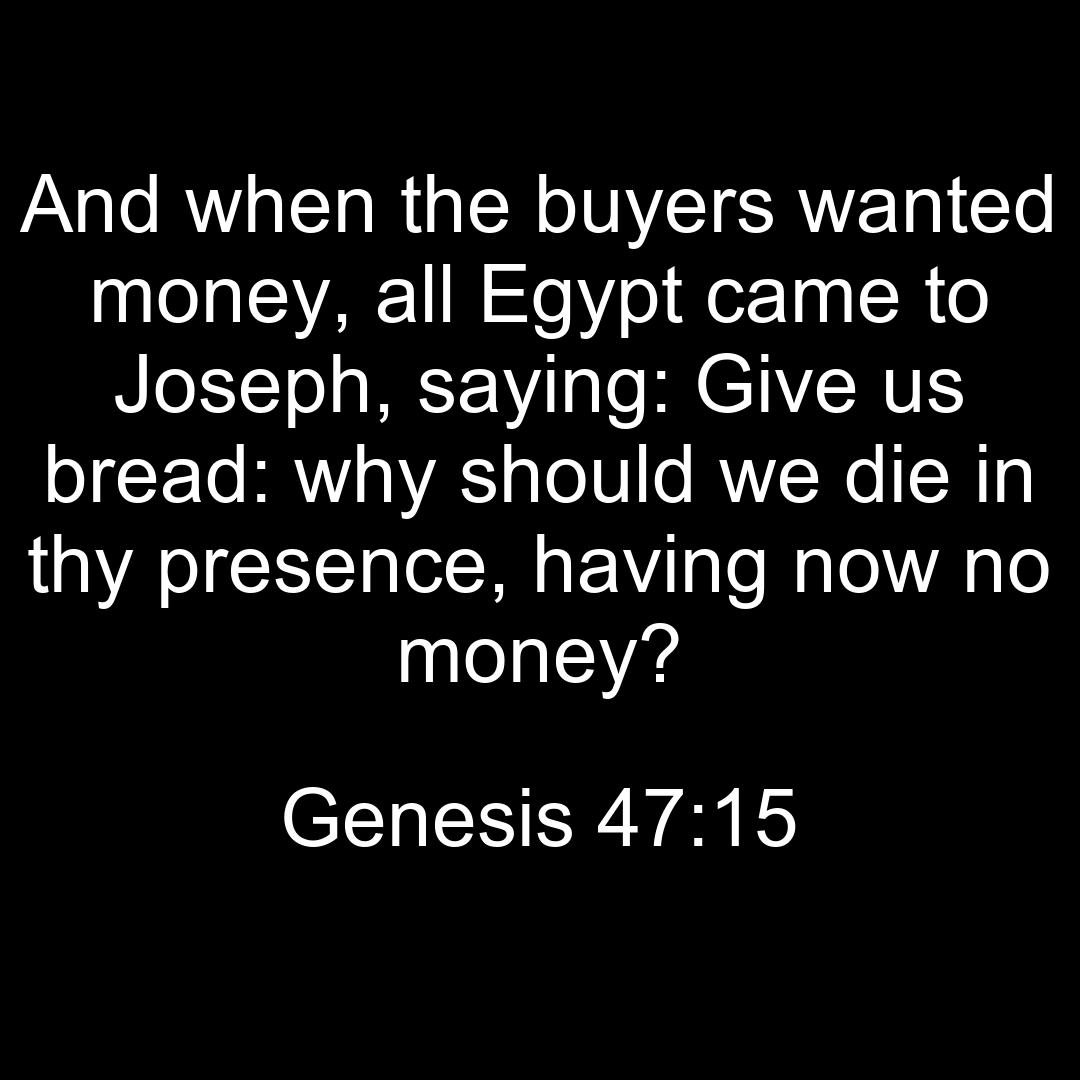 And when the buyers wanted
money, all Egypt came to
Joseph, saying: Give us
bread: why should we die in
thy presence, having now no
money?
Genesis 47:15